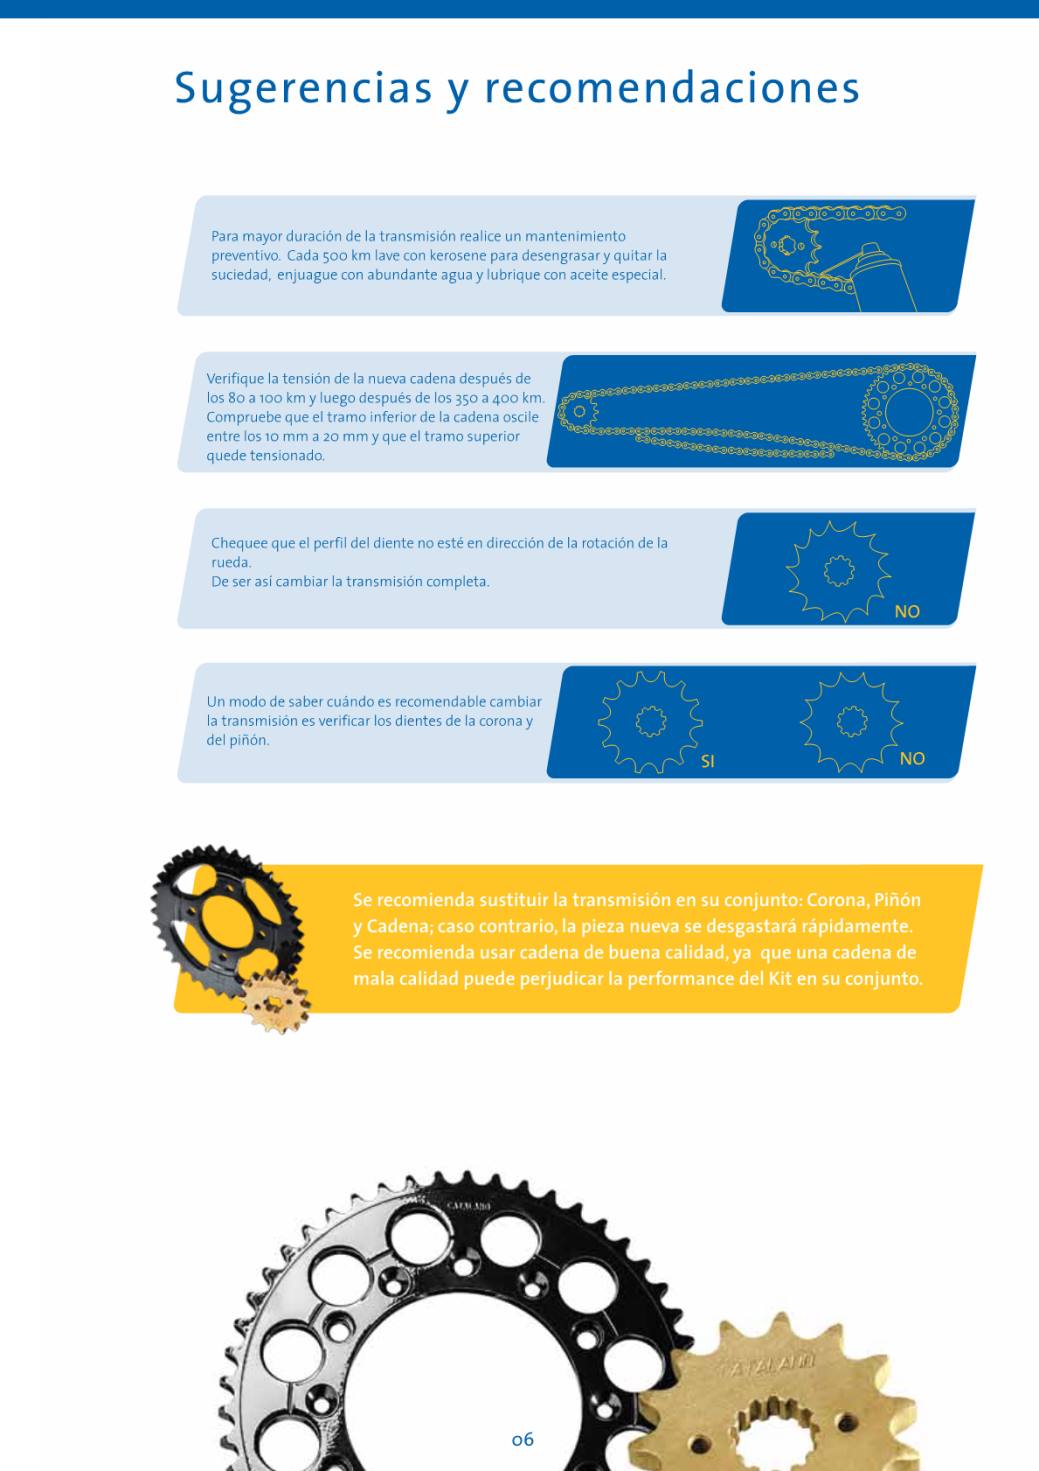 Sugerencias y recomendaciones
Para mayor duración de la transmisión realice un mantenimiento
preventivo. Cada 500 km lave con kerosene para desengrasar y quitar la
suciedad, enjuague con abundante agua y lubrique con aceite especial.
Verifique la tensión de la nueva cadena después de
los 80 a 100 km y luego después de los 350 a 400 km.
Compruebe que el tramo inferior de la cadena oscile
entre los 10 mm a 20 mm y que el tramo superior
quede tensionado.
Chequee que el perfil del diente no esté en dirección de la rotación de la
rueda.
De ser así cambiar la transmisión completa.
NO
Un modo de saber cuándo es recomendable cambiar
la transmisión es verificar los dientes de la corona y
del piñón.
SI
NO
Se recomienda sustituir la transmisión en su conjunto: Corona, Piñón
y Cadena; caso contrario, la pieza nueva se desgastará rápidamente.
Se recomienda usar cadena de buena calidad, ya que una cadena de
mala calidad puede perjudicar la performance del Kit en su conjunto.
CATALANO
CATALANO
06